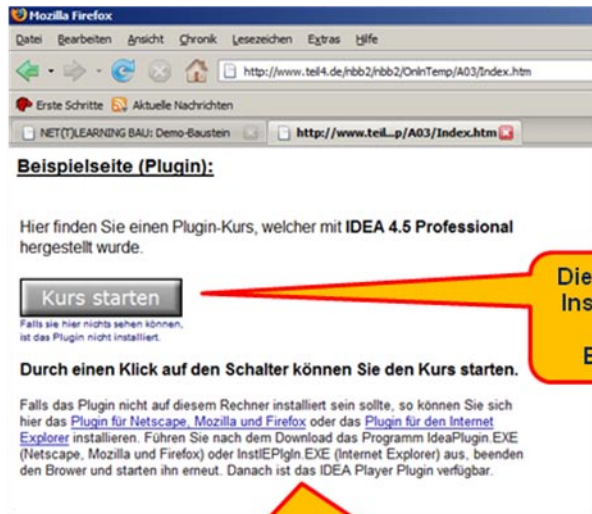 Mozilla Firefox
Datei Bearbeiten Ansicht Chronik Lesezeichen Extras Hilfe
http://www.teil4.de/nbb2/nbb2/OnlnTemp/A03/Index.htm
Erste Schritte Aktuelle Nachrichten
NET(T)LEARNING BAU: Demo-Baustein http://www.teil...p/A03/Index.htm
Beispielseite (Plugin):
Hier finden Sie einen Plugin-Kurs, welcher mit IDEA 4.5 Professional
hergestellt wurde.
Kurs starten
Die
Ins
E
Falls sie hier nichts sehen können,
ist das Plugin nicht installiert.
Durch einen Klick auf den Schalter können Sie den Kurs starten.
Falls das Plugin nicht auf diesem Rechner installiert sein sollte, so können Sie sich
hier das Plugin für Netscape, Mozilla und Firefox oder das Plugin für den Internet
Explorer installieren. Führen Sie nach dem Download das Programm IdeaPlugin.EXE
(Netscape, Mozilla und Firefox) oder InstIEPlgIn.EXE (Internet Explorer) aus, beenden
den Brower und starten ihn erneut. Danach ist das IDEA Player Plugin verfügbar.